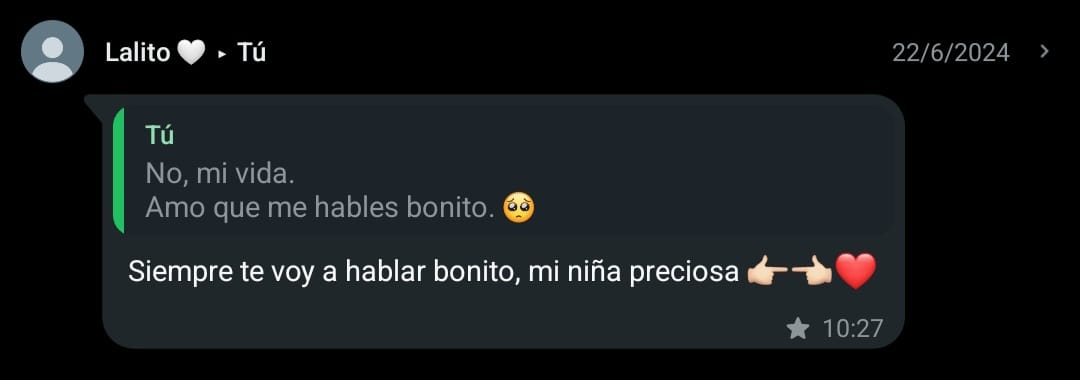 Lalito 🤍 ▸ Tú
22/6/2024
Tú
No, mi vida.
Amo que me hables bonito. 🥺
Siempre te voy a hablar bonito, mi niña preciosa 👉🏻👈🏻❤️
★ 10:27